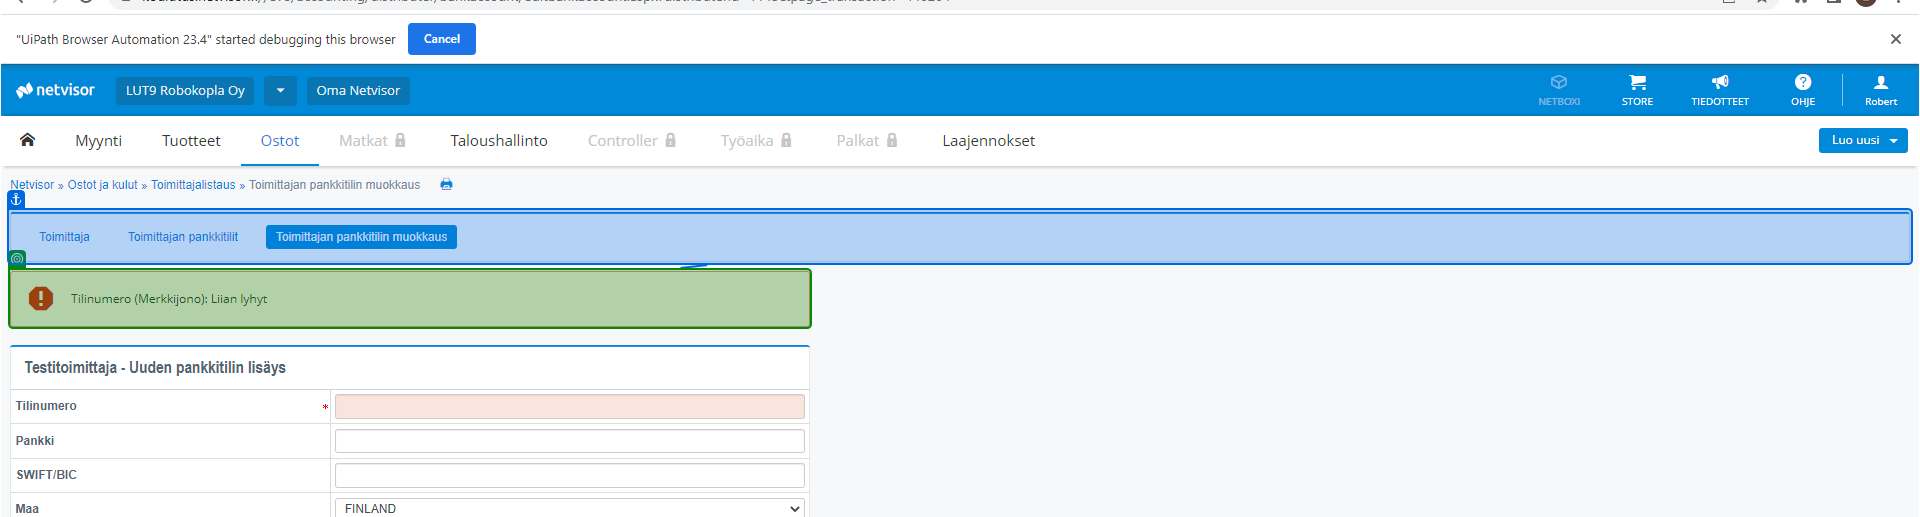 "UiPath Browser Automation 23.4" started debugging this browser Cancel
netvisor LUT9 Robokopla Oy Oma Netvisor NETBOXI STORE TIEDOTTEET OHJE Robert
Myynti Tuotteet Ostot Matkat Taloushallinto Controller Työaika Palkat Laajennokset Luo uusi
Netvisor » Ostot ja kulut » Toimittajalistaus » Toimittajan pankkitilin muokkaus
Toimittaja Toimittajan pankkitilit Toimittajan pankkitilin muokkaus
Tilinumero (Merkkijono): Liian lyhyt
Testitoimittaja - Uuden pankkitilin lisäys
Tilinumero *
Pankki
SWIFT/BIC
Maa FINLAND